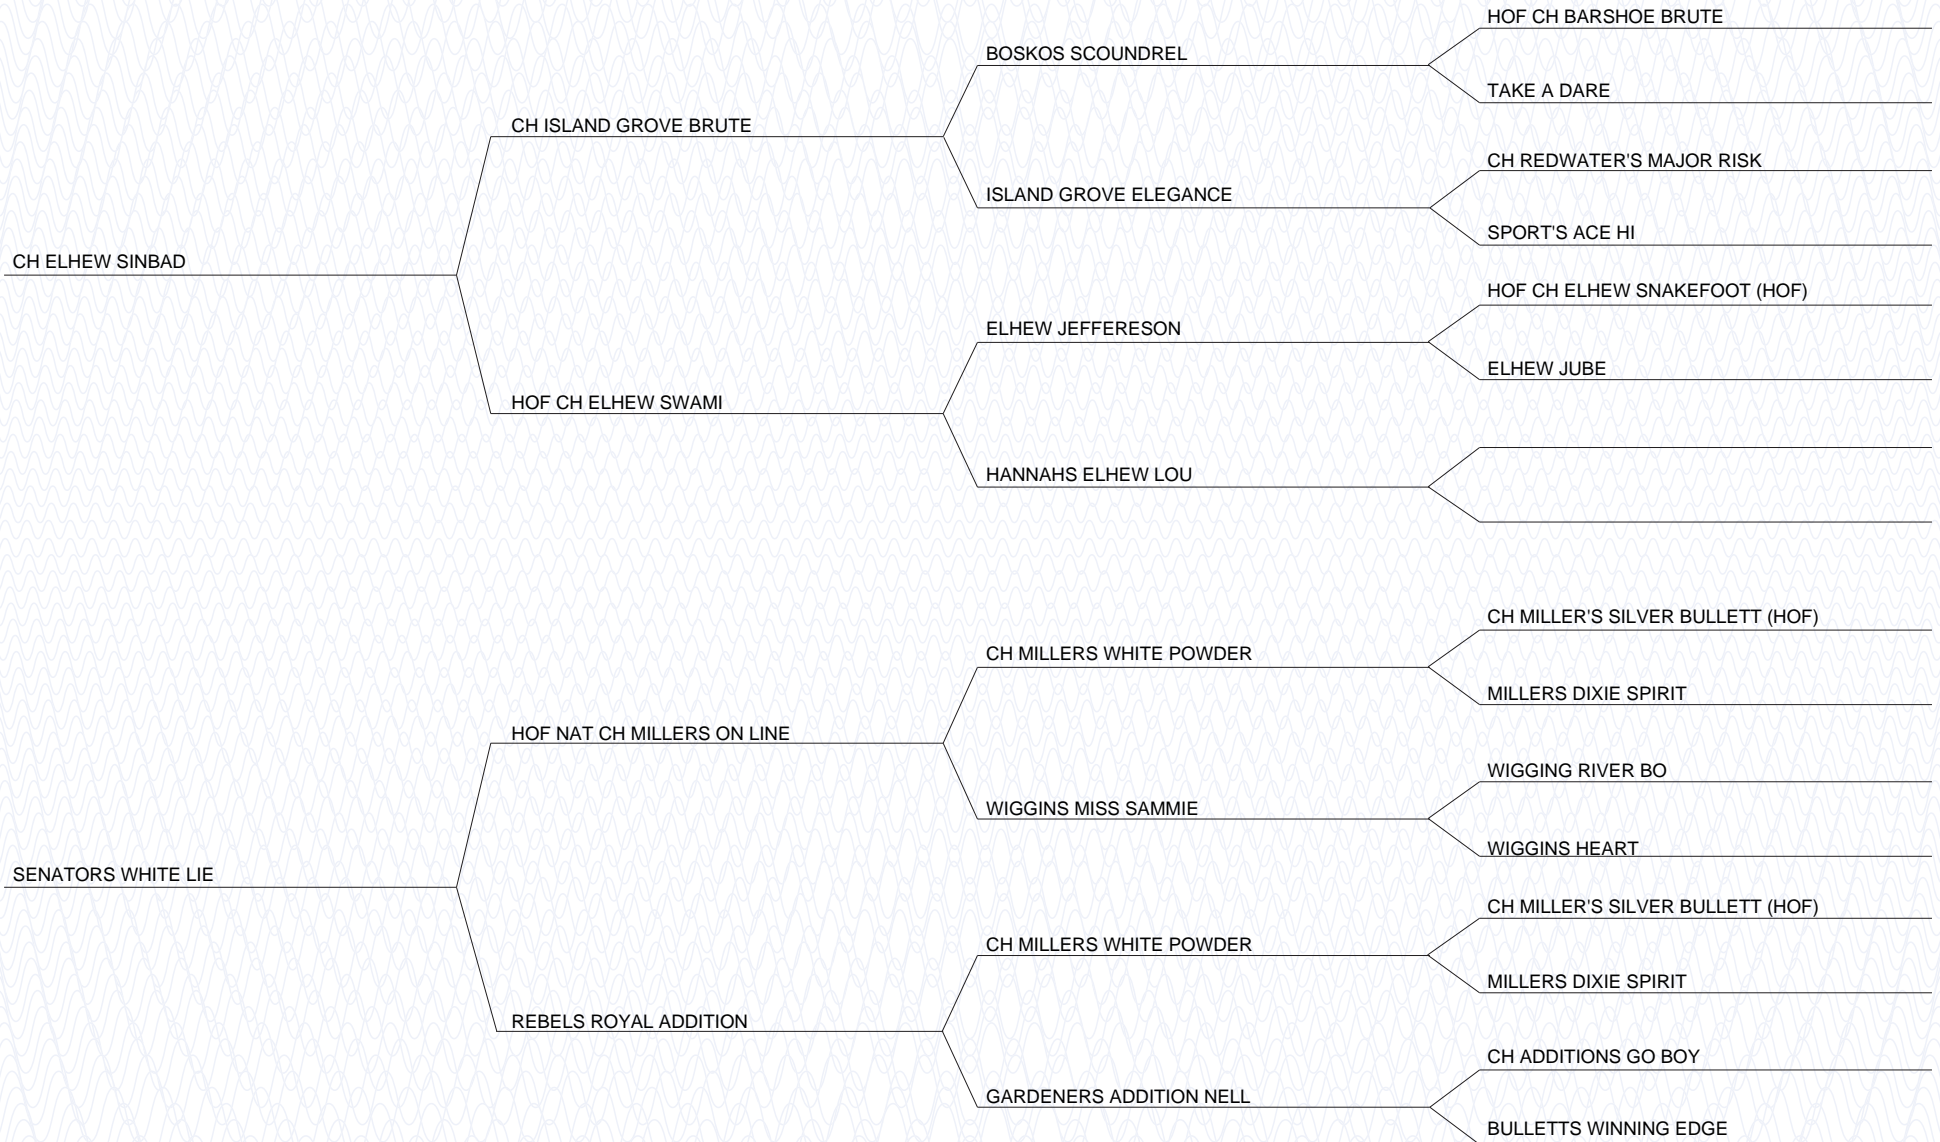 HOF CH BARSHOE BRUTE
BOSKOS SCOUNDREL
TAKE A DARE
CH ISLAND GROVE BRUTE
CH REDWATER'S MAJOR RISK
ISLAND GROVE ELEGANCE
SPORT'S ACE HI
CH ELHEW SINBAD
HOF CH ELHEW SNAKEFOOT (HOF)
ELHEW JEFFERESON
ELHEW JUBE
HOF CH ELHEW SWAMI
HANNAHS ELHEW LOU
CH MILLER'S SILVER BULLETT (HOF)
CH MILLERS WHITE POWDER
MILLERS DIXIE SPIRIT
HOF NAT CH MILLERS ON LINE
WIGGING RIVER BO
WIGGINS MISS SAMMIE
WIGGINS HEART
SENATORS WHITE LIE
CH MILLER'S SILVER BULLETT (HOF)
CH MILLERS WHITE POWDER
MILLERS DIXIE SPIRIT
REBELS ROYAL ADDITION
CH ADDITIONS GO BOY
GARDENERS ADDITION NELL
BULLETTS WINNING EDGE